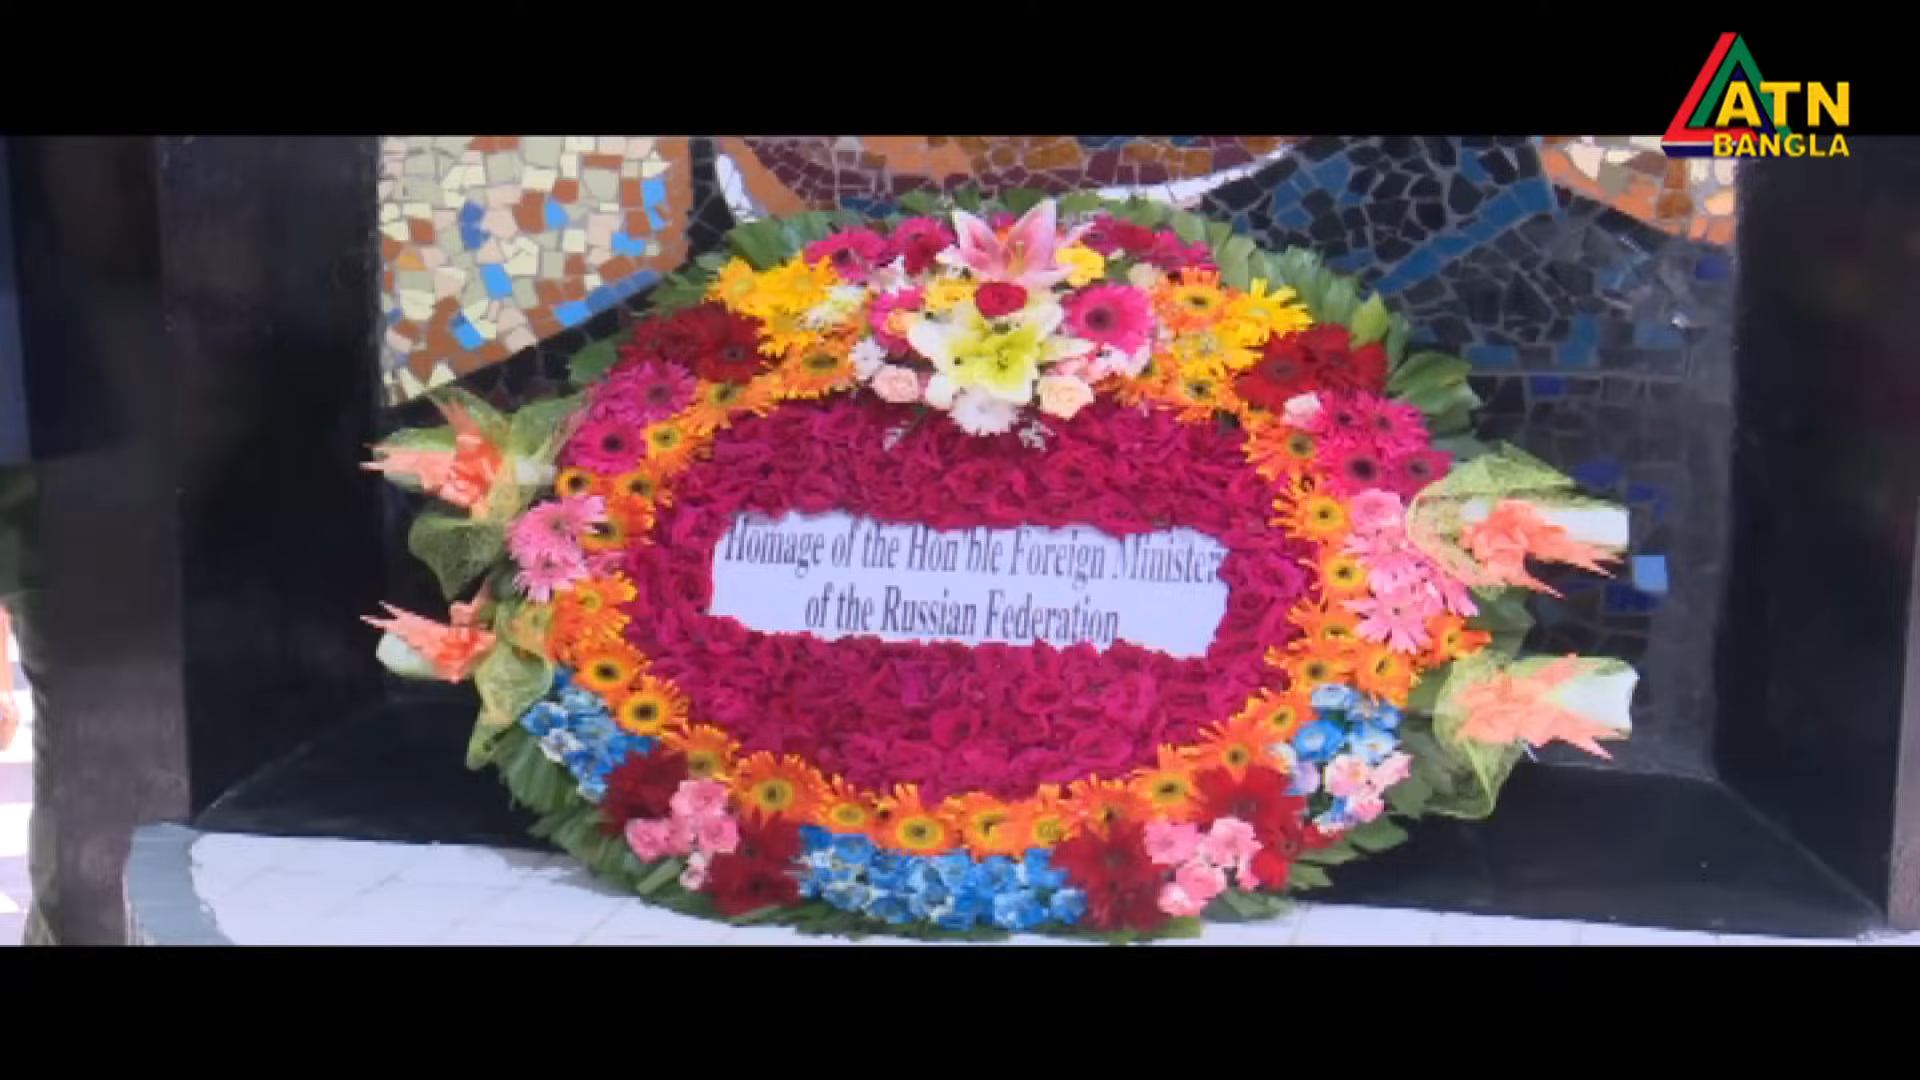 ATN
BANGLA
Homage of the Hon'ble Foreign Minister
of the Russian Federation